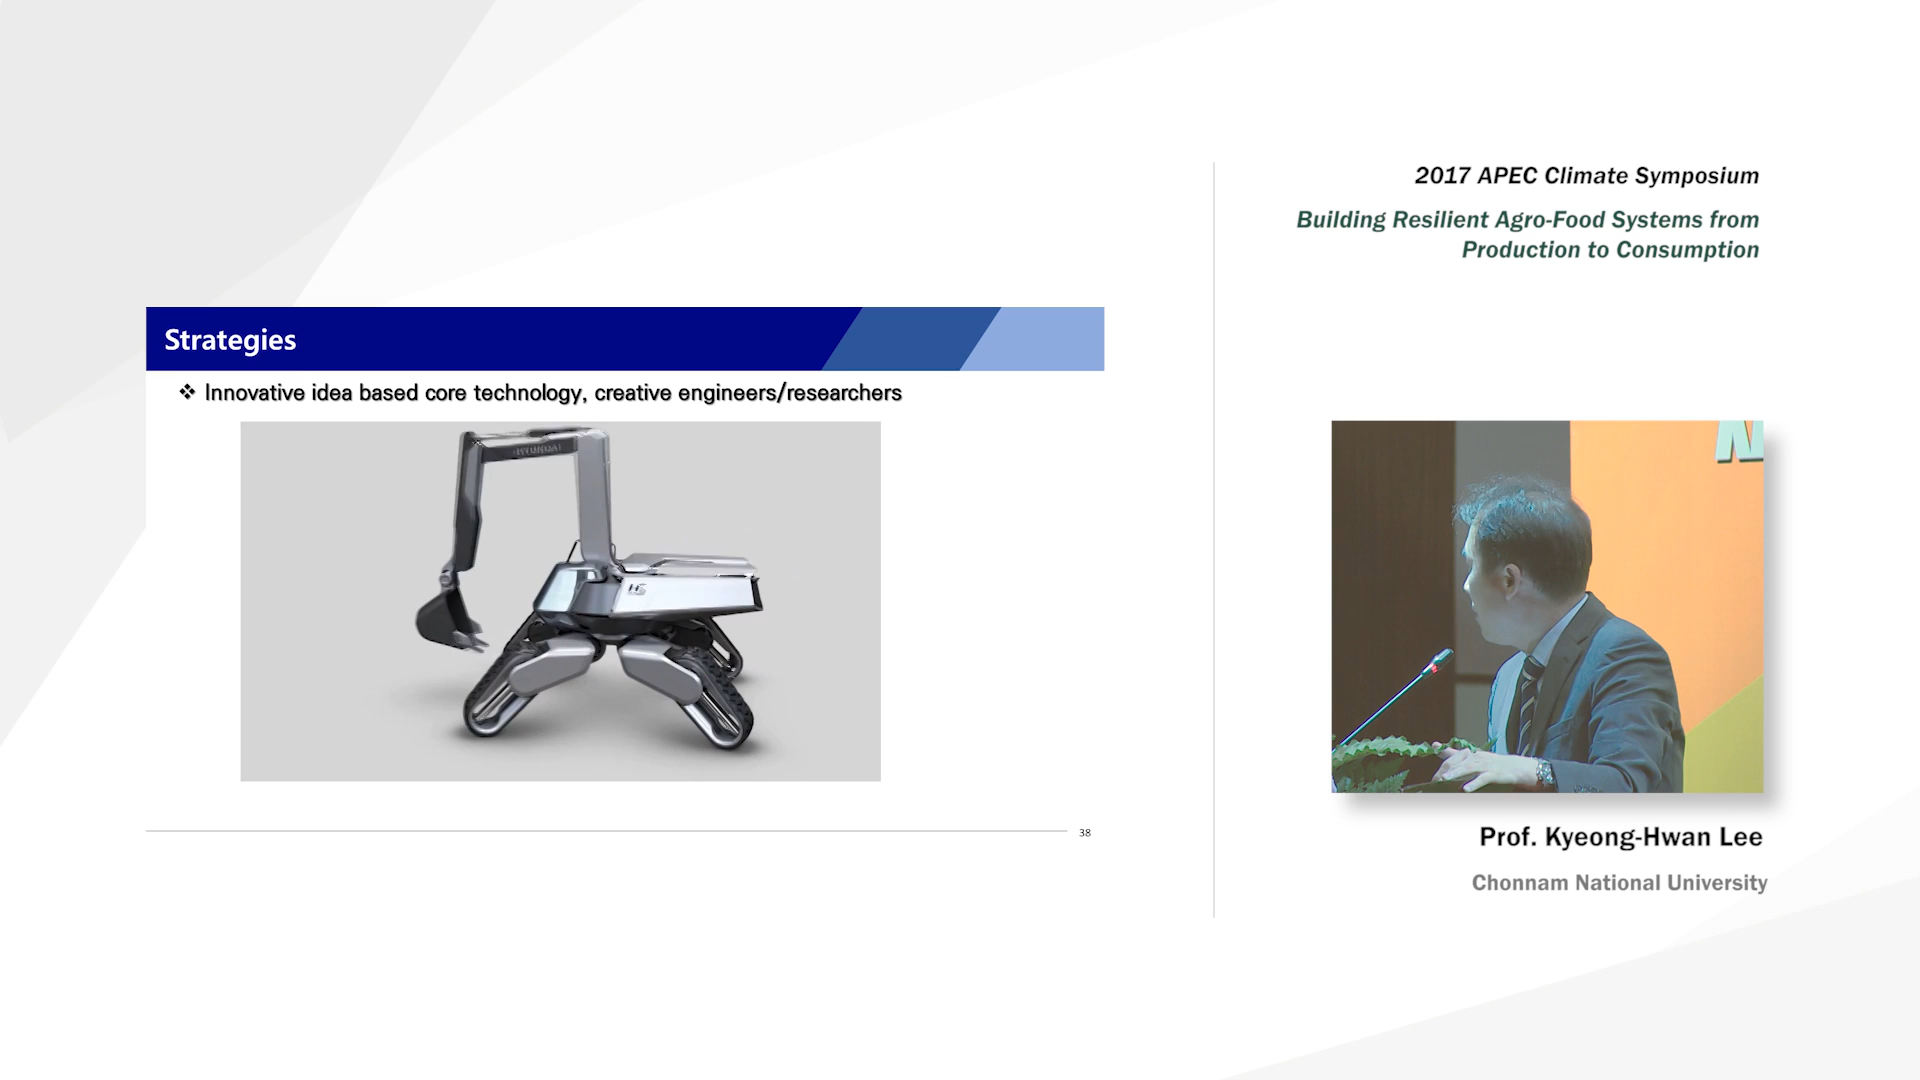 2017 APEC Climate Symposium
Building Resilient Agro-Food Systems from
Production to Consumption
Strategies
❖ Innovative idea based core technology, creative engineers/researchers
HYUNDAI
38
Prof. Kyeong-Hwan Lee
Chonnam National University